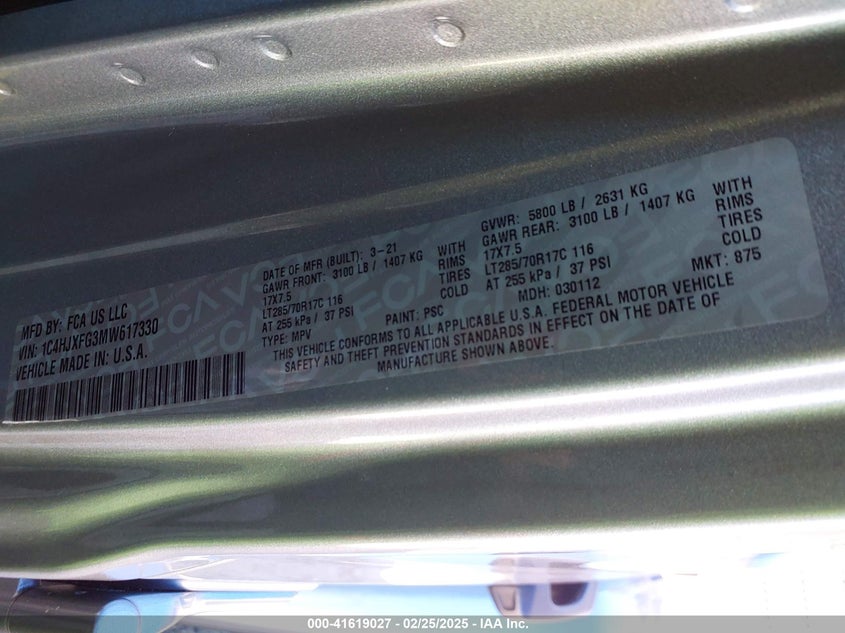 MFD BY: FCA US LLC
VIN: 1C4HJXFG3MW617330
VEHICLE MADE IN: U.S.A.
DATE OF MFR (BUILT): 3-21
GAWR FRONT: 3100 LB / 1407 KG WITH
17X7.5 RIMS
LT285/70R17C 116 TIRES
AT 255 kPa / 37 PSI COLD
TYPE: MPV PAINT: PSC
GVWR: 5800 LB / 2631 KG
GAWR REAR: 3100 LB / 1407 KG WITH
17X7.5 RIMS
LT285/70R17C 116 TIRES
AT 255 kPa / 37 PSI COLD
MDH: 030112 MKT: 875
THIS VEHICLE CONFORMS TO ALL APPLICABLE U.S.A. FEDERAL MOTOR VEHICLE
SAFETY AND THEFT PREVENTION STANDARDS IN EFFECT ON THE DATE OF
MANUFACTURE SHOWN ABOVE.
000-41619027 - 02/25/2025 - IAA Inc.